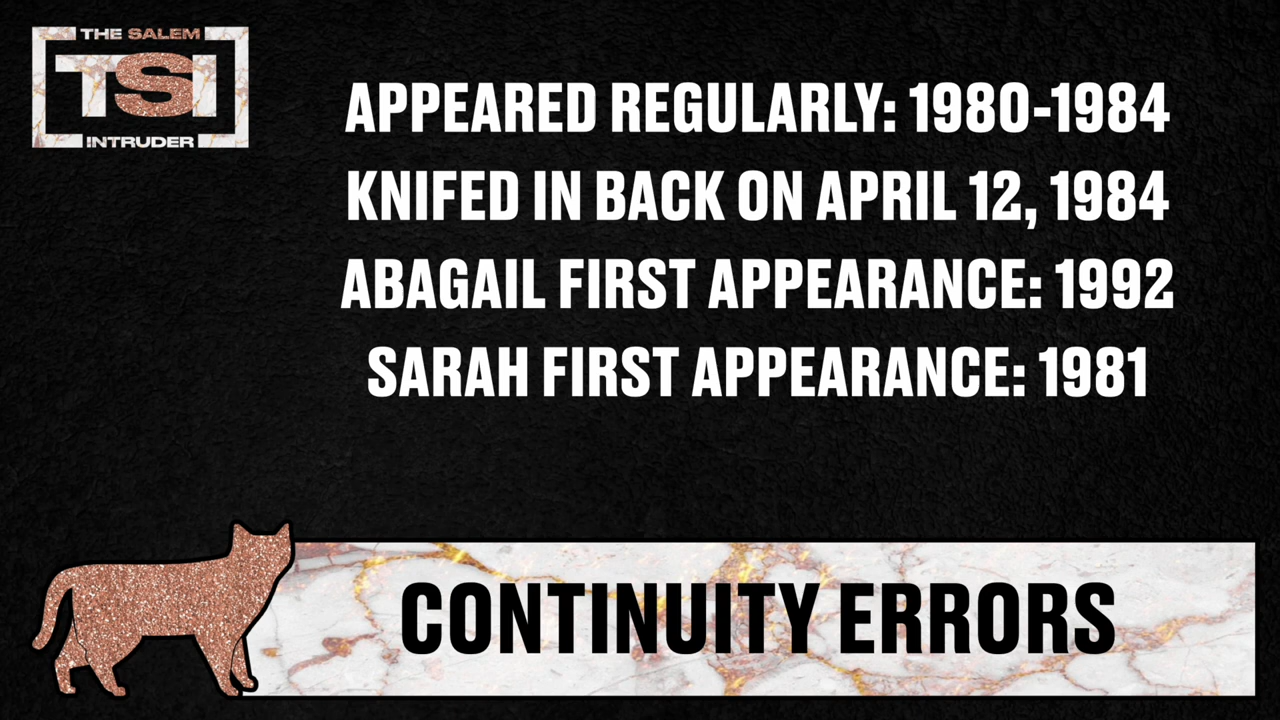 THE SALEM
TSI
INTRUDER
APPEARED REGULARLY: 1980-1984
KNIFED IN BACK ON APRIL 12, 1984
ABAGAIL FIRST APPEARANCE: 1992
SARAH FIRST APPEARANCE: 1981
CONTINUITY ERRORS